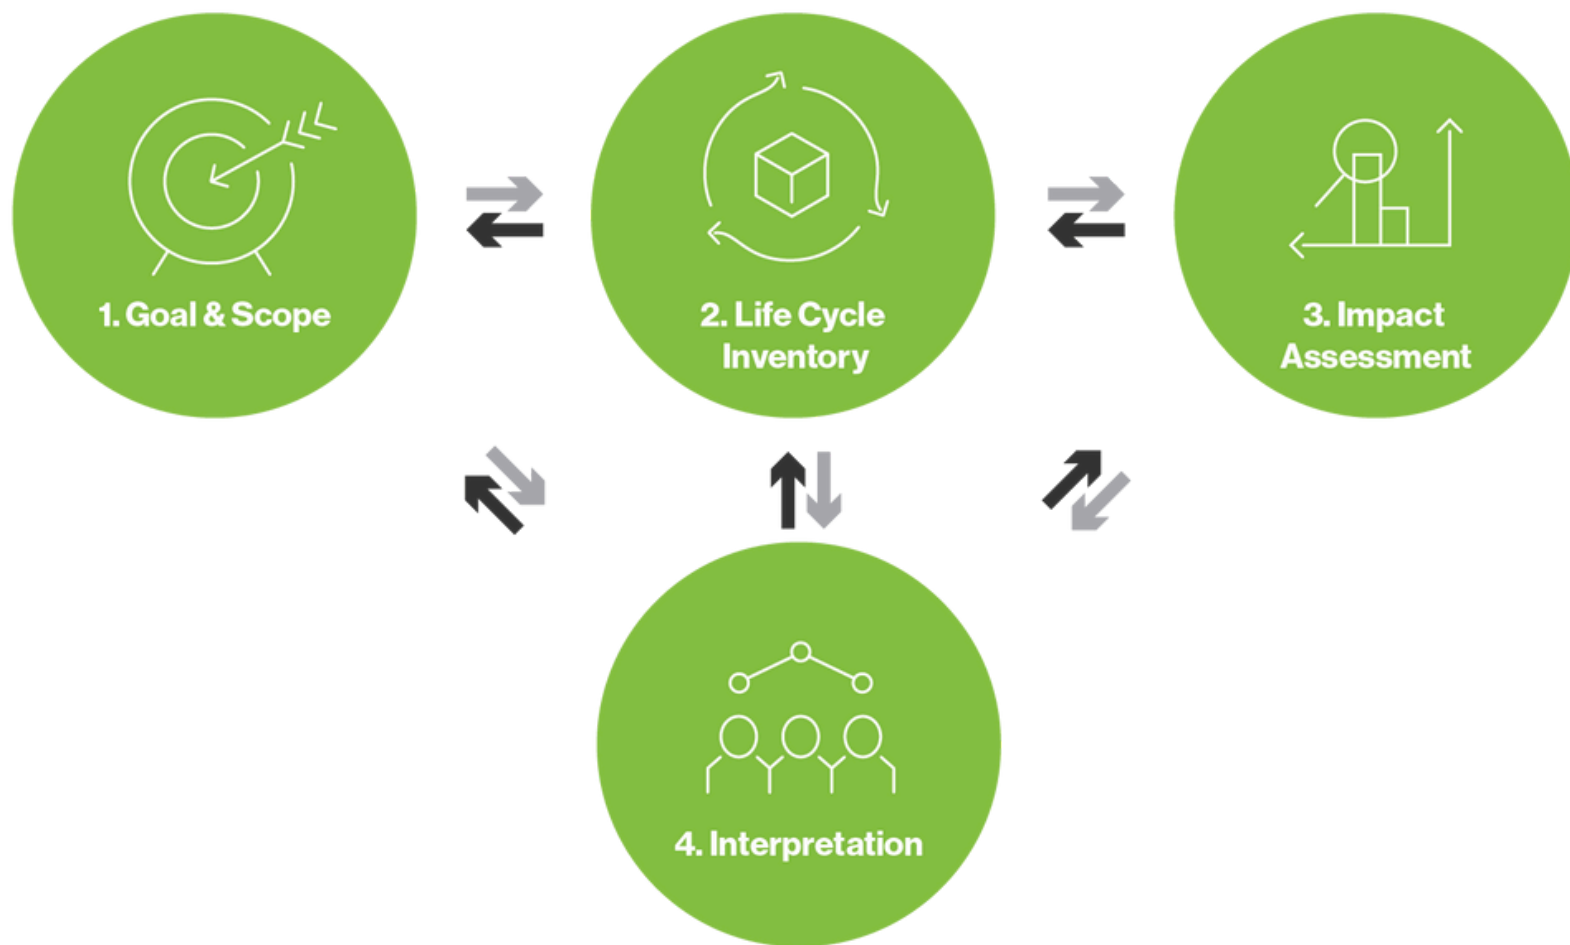 1. Goal & Scope
2. Life Cycle
Inventory
3. Impact
Assessment
4. Interpretation